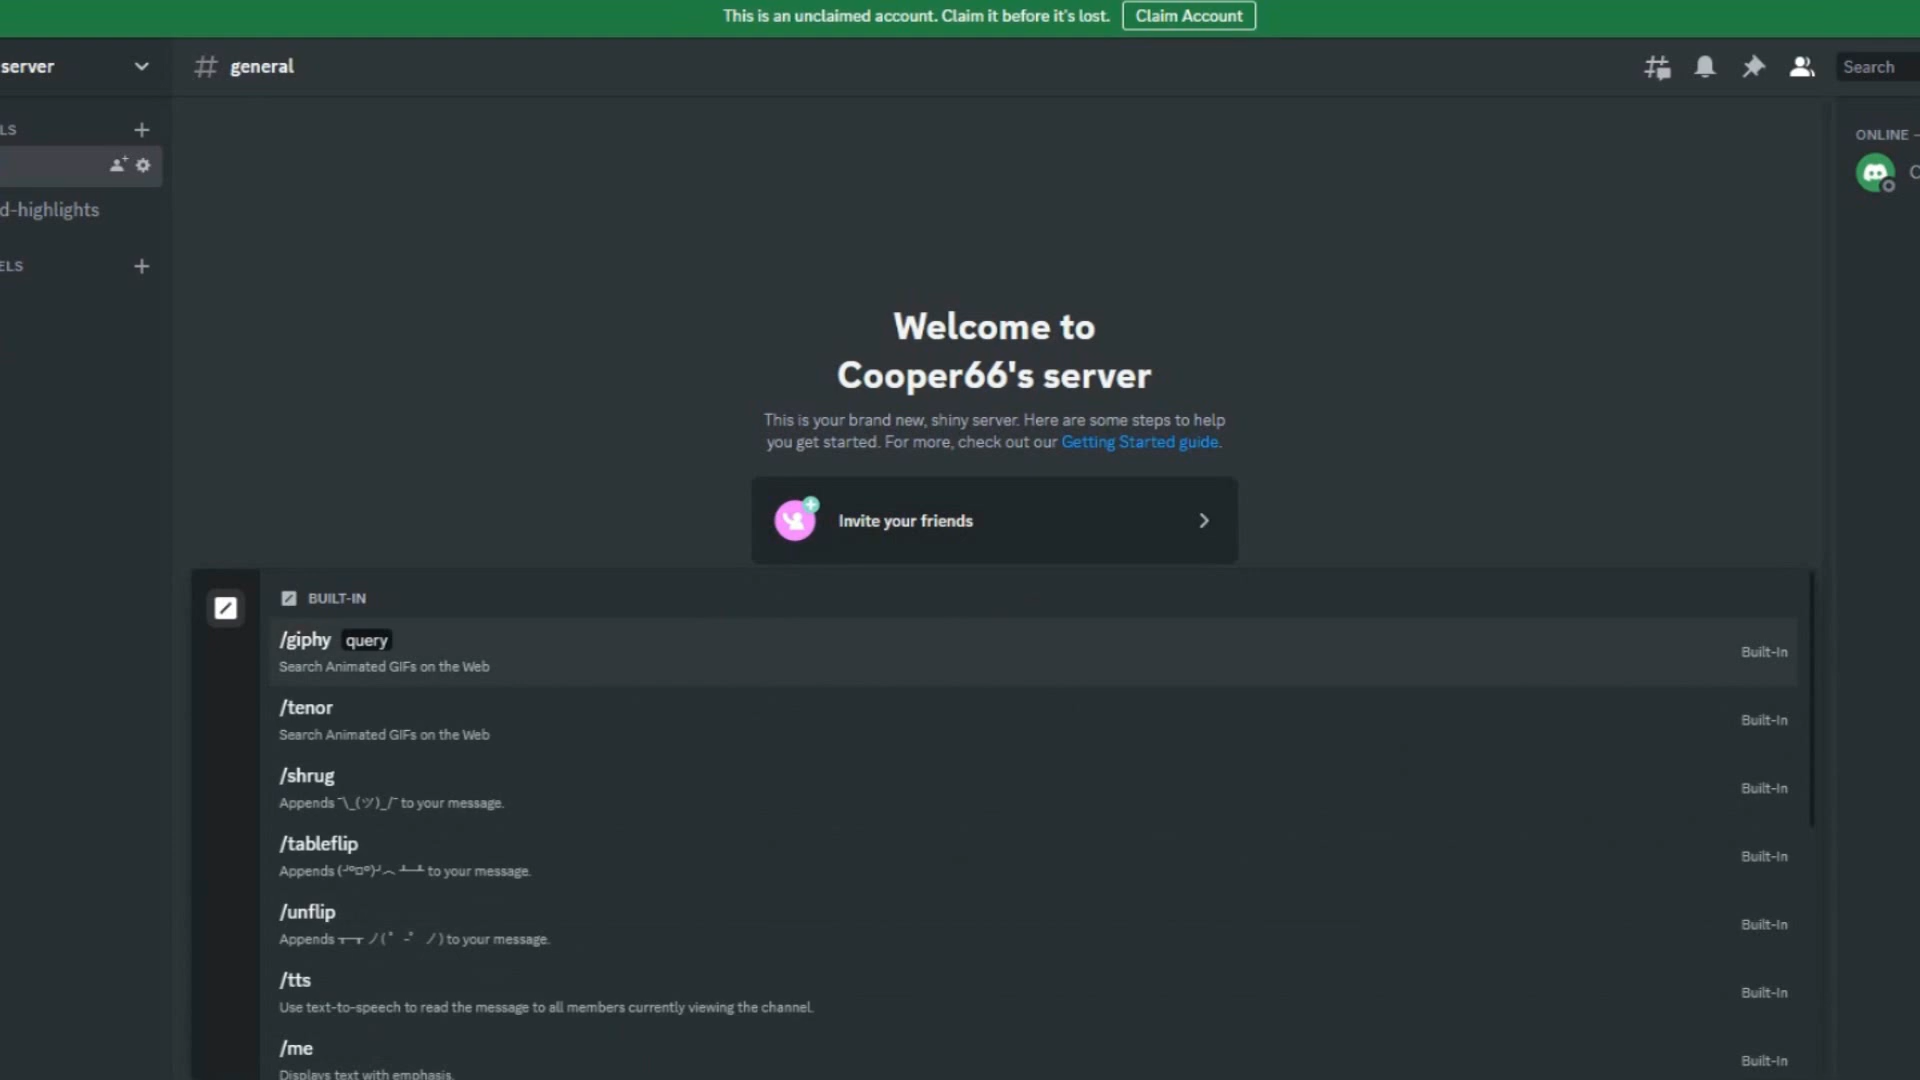 This is an unclaimed account. Claim it before it's lost. Claim Account
server
general
Search
LS
d-highlights
ELS
ONLINE -
C
Welcome to
Cooper66's server
This is your brand new, shiny server. Here are some steps to help
you get started. For more, check out our Getting Started guide.
Invite your friends
BUILT-IN
/giphy query
Search Animated GIFs on the Web
Built-In
/tenor
Search Animated GIFs on the Web
Built-In
/shrug
Appends ¯\_(ツ)_/¯ to your message.
Built-In
/tableflip
Appends (╯°□°)╯︵ ┻━┻ to your message.
Built-In
/unflip
Appends ┬─┬ ノ( ゜-゜ノ) to your message.
Built-In
/tts
Use text-to-speech to read the message to all members currently viewing the channel.
Built-In
/me
Displays text with emphasis.
Built-In